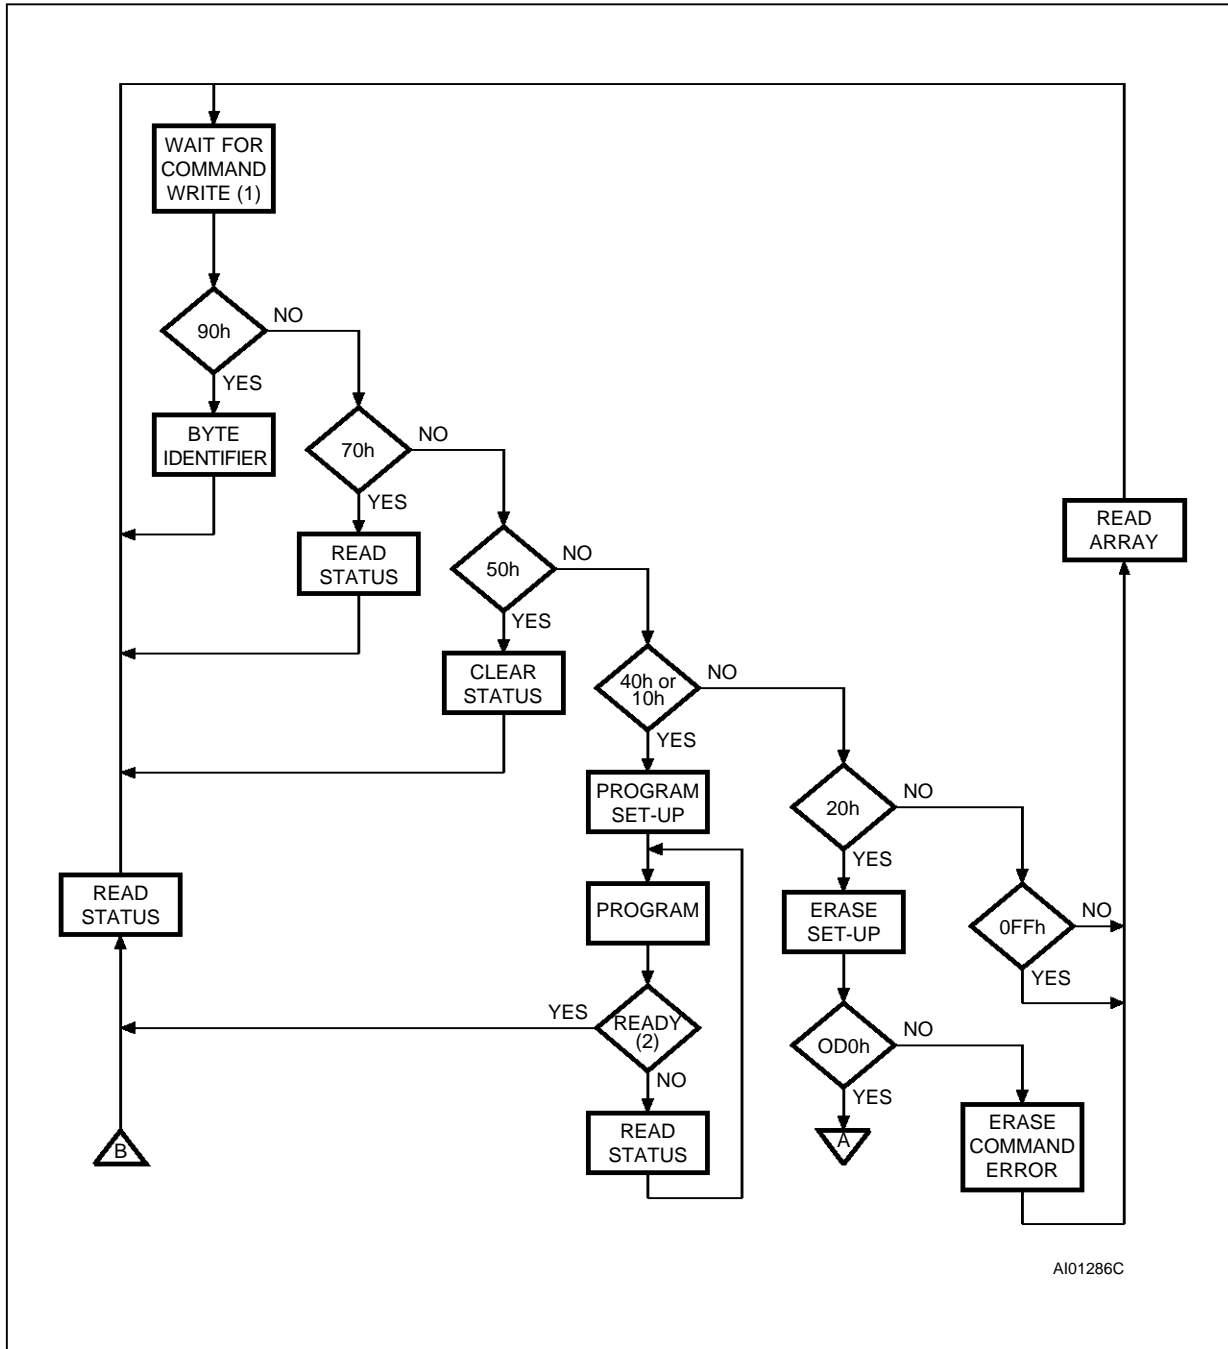 WAIT FOR
COMMAND
WRITE (1)
90h
NO
YES
BYTE
IDENTIFIER
70h
NO
YES
READ
STATUS
50h
NO
YES
CLEAR
STATUS
READ
ARRAY
40h or
10h
NO
YES
PROGRAM
SET-UP
20h
NO
YES
READ
STATUS
PROGRAM
ERASE
SET-UP
0FFh
NO
YES
YES
READY
(2)
NO
OD0h
NO
YES
B
READ
STATUS
A
ERASE
COMMAND
ERROR
AI01286C